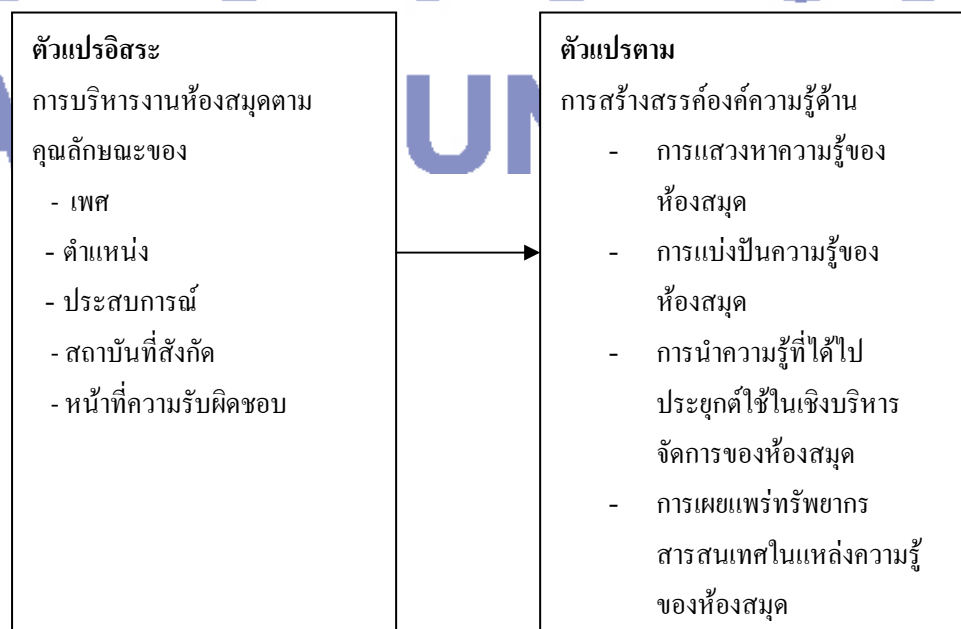 ตัวแปรอิสระ
การบริหารงานห้องสมุดตาม
คุณลักษณะของ
- เพศ
- ตำแหน่ง
- ประสบการณ์
- สถาบันที่สังกัด
- หน้าที่ความรับผิดชอบ
ตัวแปรตาม
การสร้างสรรค์องค์ความรู้ด้าน
- การแสวงหาความรู้ของ
ห้องสมุด
- การแบ่งปันความรู้ของ
ห้องสมุด
- การนำความรู้ที่ได้ไป
ประยุกต์ใช้ในเชิงบริหาร
จัดการของห้องสมุด
- การเผยแพร่ทรัพยากร
สารสนเทศในแหล่งความรู้
ของห้องสมุด